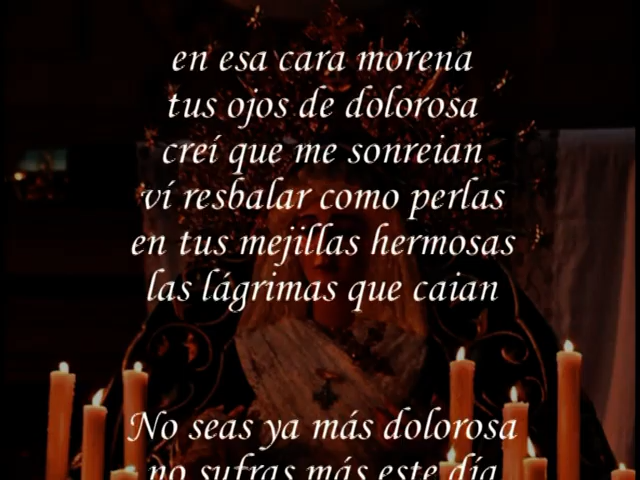 en esa cara morena
tus ojos de dolorosa
creí que me sonreian
ví resbalar como perlas
en tus mejillas hermosas
las lágrimas que caian
No seas ya más dolorosa
no sufras más este día